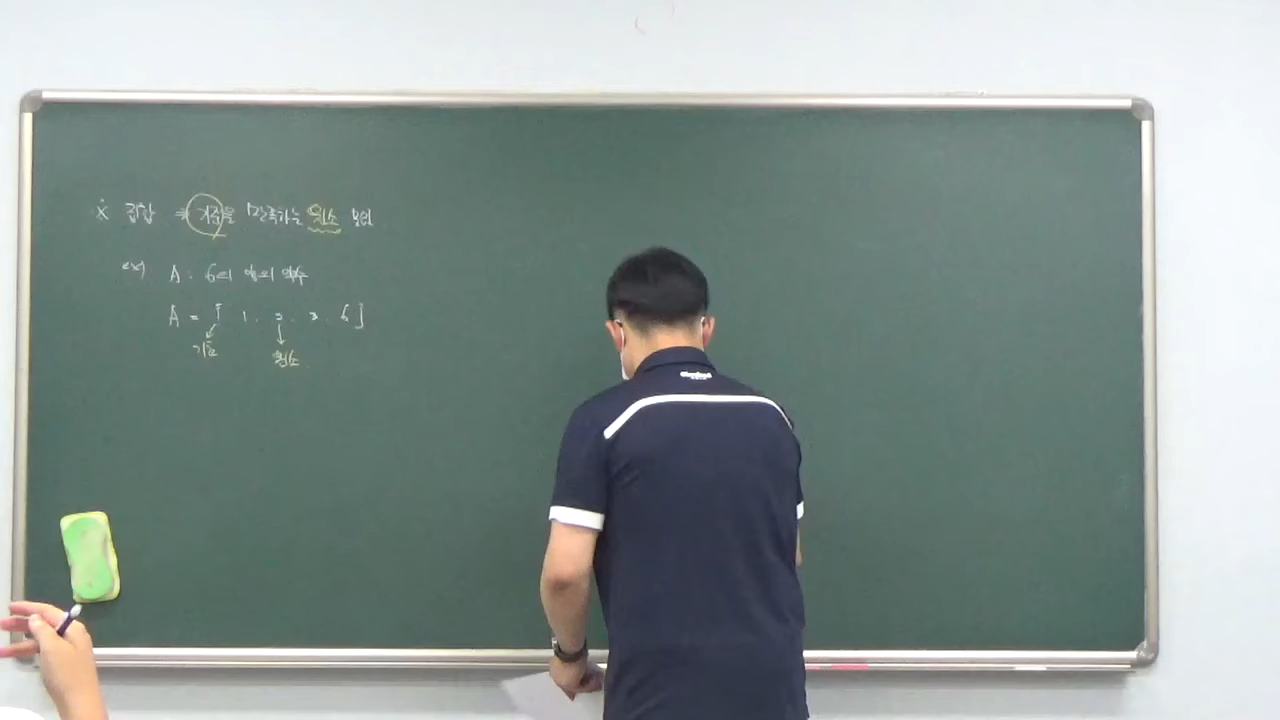 ※ 집합 ⇒ 기준을 만족하는 원소 모임
ex) A : 6의 양의 약수
A = { 1, 2, 3, 6 }
기호 원소